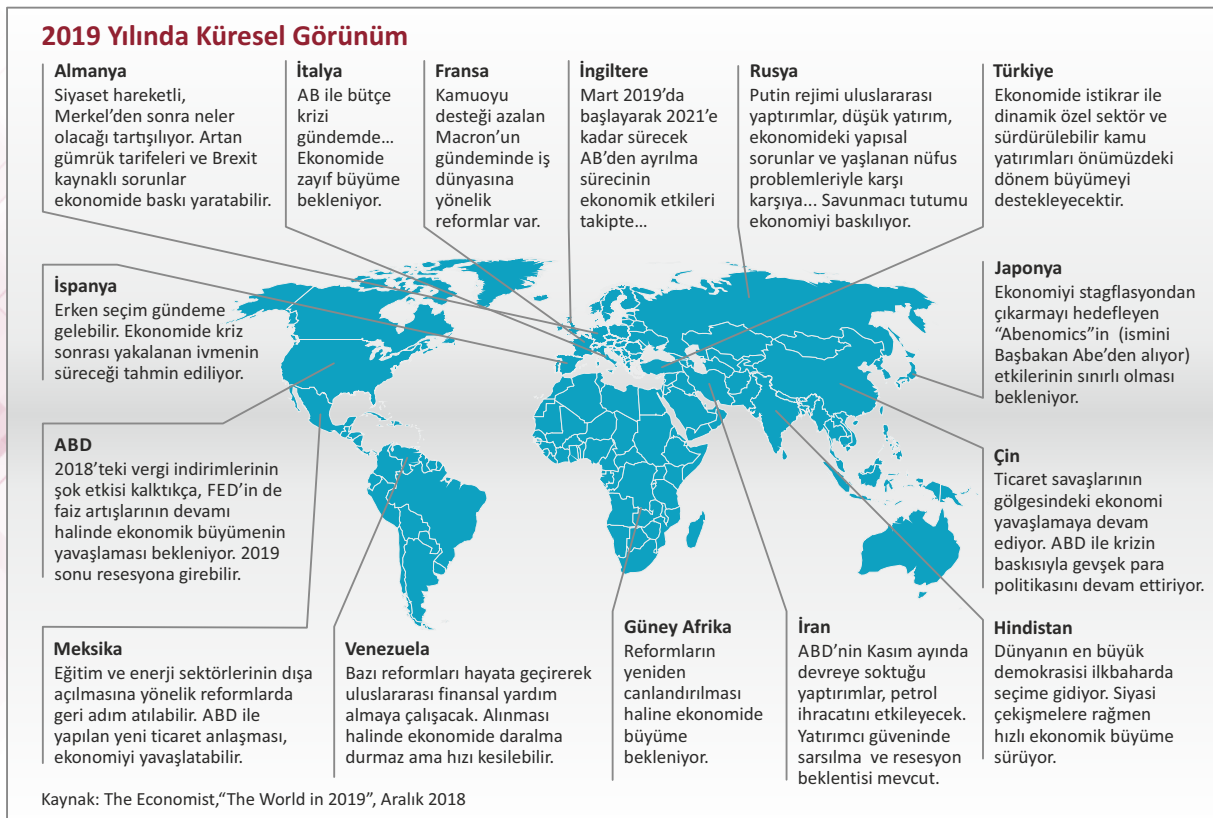 2019 Yılında Küresel Görünüm
Almanya
Siyaset hareketli,
Merkel’den sonra neler
olacağı tartışılıyor. Artan
gümrük tarifeleri ve Brexit
kaynaklı sorunlar
ekonomide baskı yaratabilir.
İtalya
AB ile bütçe
krizi
gündemde...
Ekonomide
zayıf büyüme
bekleniyor.
Fransa
Kamuoyu
desteği azalan
Macron’un
gündeminde iş
dünyasına
yönelik
reformlar var.
İngiltere
Mart 2019’da
başlayarak 2021’e
kadar sürecek
AB’den ayrılma
sürecinin
ekonomik etkileri
takipte...
Rusya
Putin rejimi uluslararası
yaptırımlar, düşük yatırım,
ekonomideki yapısal
sorunlar ve yaşlanan nüfus
problemleriyle karşı
karşıya... Savunmacı tutumu
ekonomiyi baskılıyor.
Türkiye
Ekonomide istikrar ile
dinamik özel sektör ve
sürdürülebilir kamu
yatırımları önümüzdeki
dönem büyümeyi
destekleyecektir.
İspanya
Erken seçim gündeme
gelebilir. Ekonomide kriz
sonrası yakalanan ivmenin
süreceği tahmin ediliyor.
Japonya
Ekonomiyi stagflasyondan
çıkarmayı hedefleyen
“Abenomics”in (ismini
Başbakan Abe’den alıyor)
etkilerinin sınırlı olması
bekleniyor.
ABD
2018’teki vergi indirimlerinin
şok etkisi kalktıkça, FED’in de
faiz artışlarının devamı
halinde ekonomik büyümenin
yavaşlaması bekleniyor. 2019
sonu resesyona girebilir.
Çin
Ticaret savaşlarının
gölgesindeki ekonomi
yavaşlamaya devam
ediyor. ABD ile krizin
baskısıyla gevşek para
politikasını devam ettiriyor.
Meksika
Eğitim ve enerji sektörlerinin dışa
açılmasına yönelik reformlarda
geri adım atılabilir. ABD ile
yapılan yeni ticaret anlaşması,
ekonomiyi yavaşlatabilir.
Venezuela
Bazı reformları hayata geçirerek
uluslararası finansal yardım
almaya çalışacak. Alınması
halinde ekonomide daralma
durmaz ama hızı kesilebilir.
Güney Afrika
Reformların
yeniden
canlandırılması
haline ekonomide
büyüme
bekleniyor.
İran
ABD’nin Kasım ayında
devreye soktuğu
yaptırımlar, petrol
ihracatını etkileyecek.
Yatırımcı güveninde
sarsılma ve resesyon
beklentisi mevcut.
Hindistan
Dünyanın en büyük
demokrasisi ilkbaharda
seçime gidiyor. Siyasi
çekişmelere rağmen
hızlı ekonomik büyüme
sürüyor.
Kaynak: The Economist,“The World in 2019”, Aralık 2018